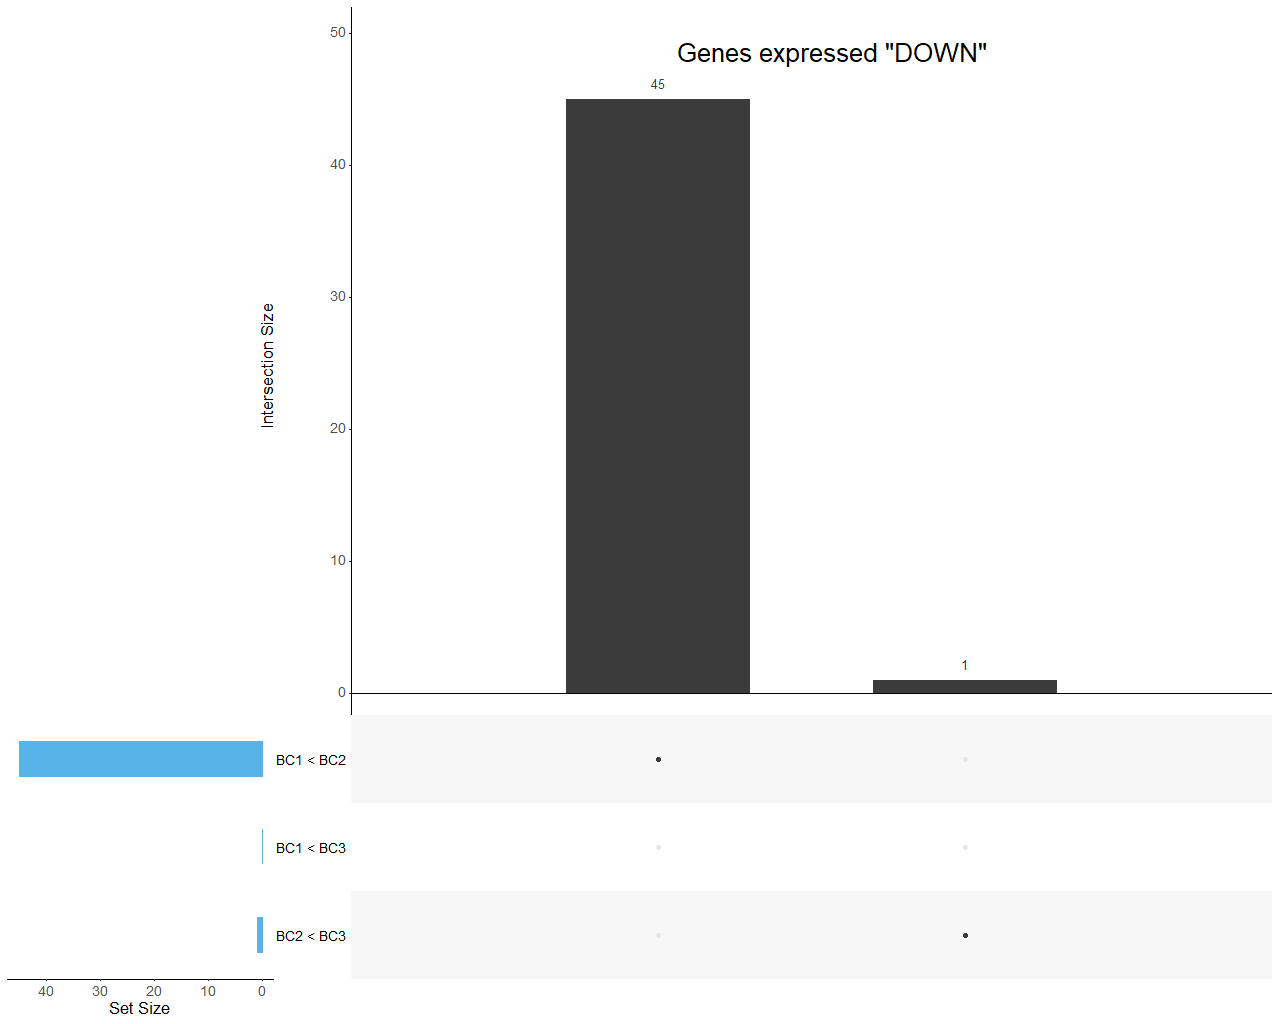 Genes expressed "DOWN"
50
40
30
20
10
0
Intersection Size
45
1
BC1 < BC2
BC1 < BC3
BC2 < BC3
40 30 20 10 0
Set Size